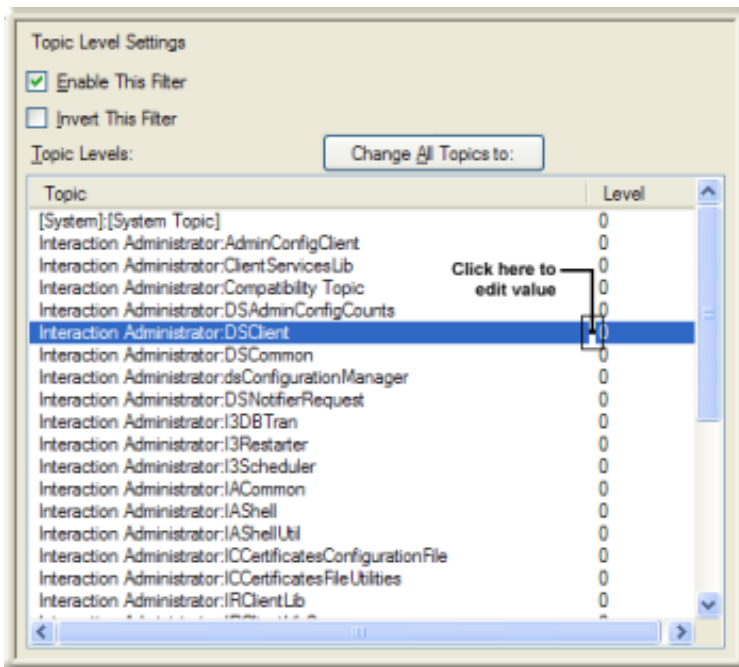 Topic Level Settings
Enable This Filter
Invert This Filter
Topic Levels: Change All Topics to:
Topic Level
[System]:[System Topic] 0
Interaction Administrator:AdminConfigClient 0
Interaction Administrator:ClientServicesLib 0
Interaction Administrator:Compatibility Topic 0
Interaction Administrator:DSAdminConfigCounts 0
Click here to
edit value
Interaction Administrator:DSClient 0
Interaction Administrator:DSCommon 0
Interaction Administrator:dsConfigurationManager 0
Interaction Administrator:DSNotifierRequest 0
Interaction Administrator:I3DBTran 0
Interaction Administrator:I3Restarter 0
Interaction Administrator:I3Scheduler 0
Interaction Administrator:IACommon 0
Interaction Administrator:IAShell 0
Interaction Administrator:IAShellUtil 0
Interaction Administrator:ICCertificatesConfigurationFile 0
Interaction Administrator:ICCertificatesFileUtilities 0
Interaction Administrator:IRClientLib 0